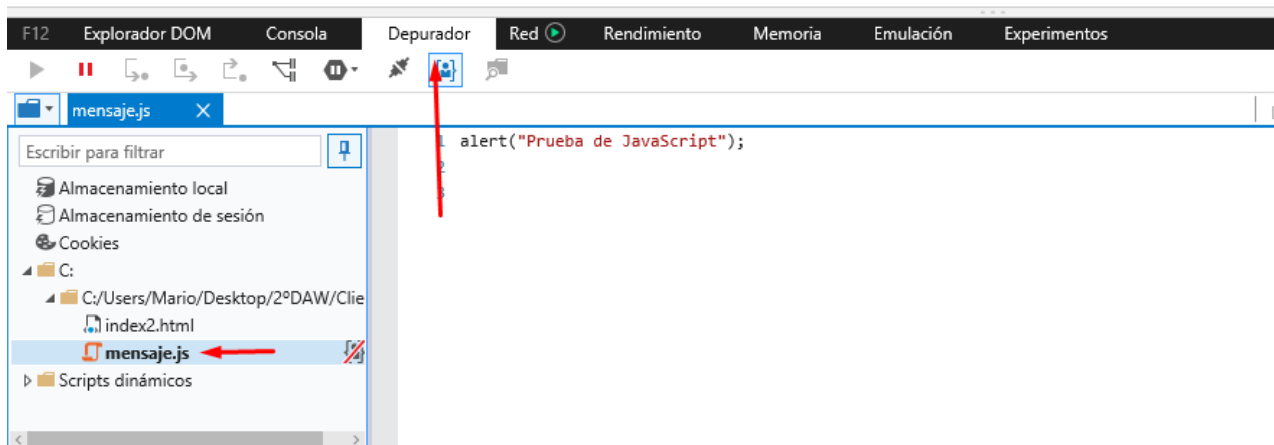 F12 Explorador DOM Consola Depurador Red Rendimiento Memoria Emulación Experimentos
mensaje.js
Escribir para filtrar
Almacenamiento local
Almacenamiento de sesión
Cookies
C:
C:/Users/Mario/Desktop/2ºDAW/Clie
index2.html
mensaje.js
Scripts dinámicos
1 alert("Prueba de JavaScript");
2
3